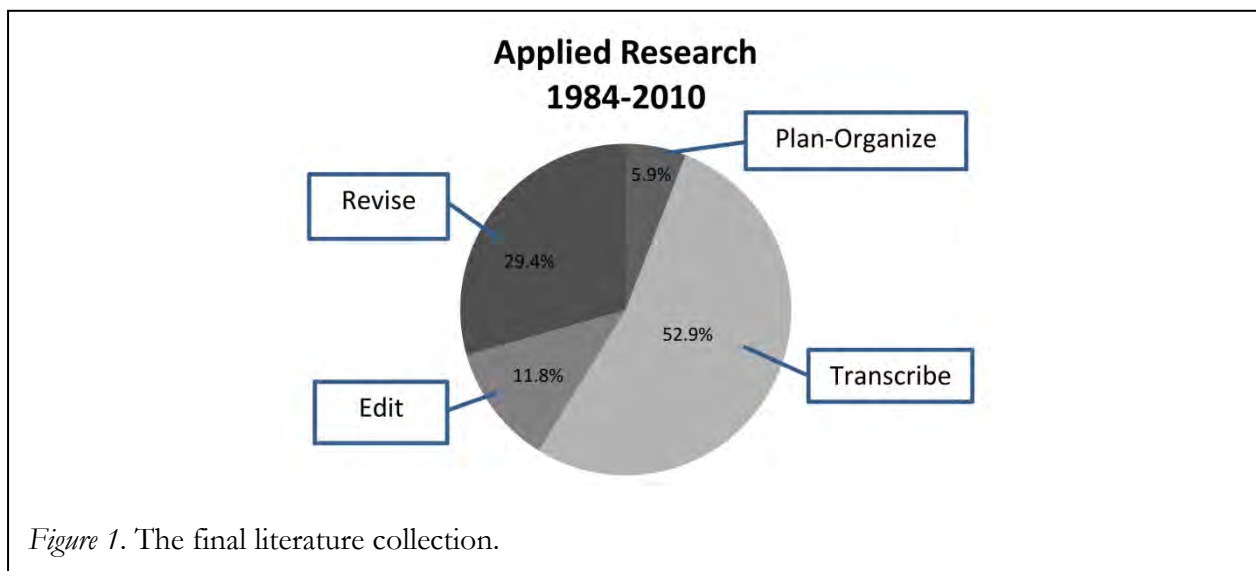 Applied Research
1984-2010
Plan-Organize
5.9%
Revise
29.4%
52.9%
Transcribe
11.8%
Edit
Figure 1. The final literature collection.